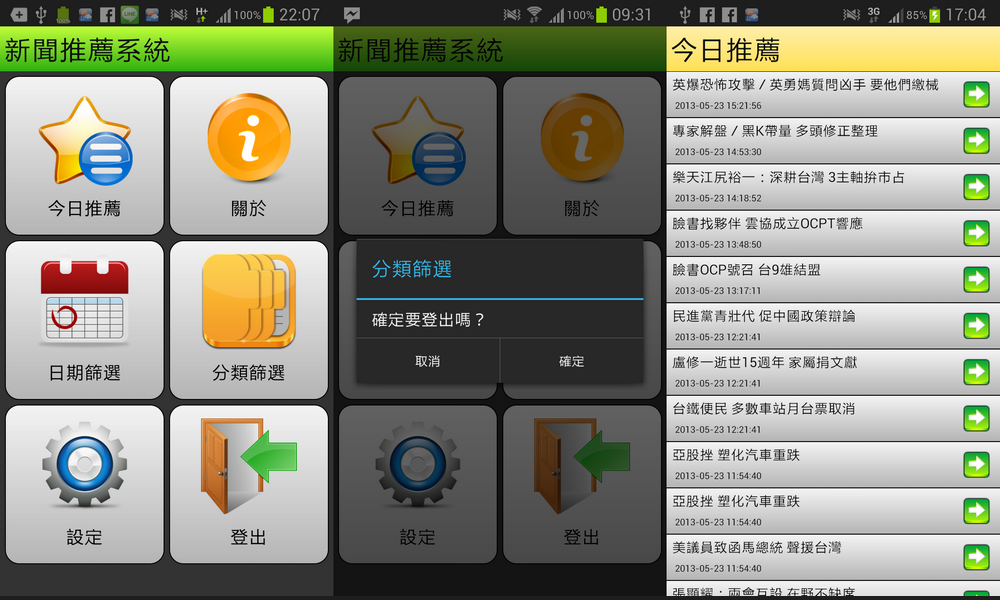 100% 22:07
新聞推薦系統
今日推薦
關於
日期篩選
分類篩選
設定
登出
100% 09:31
新聞推薦系統
今日推薦
關於
分類篩選
確定要登出嗎？
取消
確定
設定
登出
3G 85% 17:04
今日推薦
英爆恐怖攻擊 / 英勇媽質問凶手 要他們繳械
2013-05-23 15:21:56
專家解盤 / 黑K帶量 多頭修正整理
2013-05-23 14:53:30
樂天江尻裕一：深耕台灣 3主軸拚市占
2013-05-23 14:18:52
臉書找夥伴 雲協成立OCPT響應
2013-05-23 13:48:50
臉書OCP號召 台9雄結盟
2013-05-23 13:17:11
民進黨青壯代 促中國政策辯論
2013-05-23 12:21:41
盧修一逝世15週年 家屬捐文獻
2013-05-23 12:21:41
台鐵便民 多數車站月台票取消
2013-05-23 12:21:41
亞股挫 塑化汽車重跌
2013-05-23 11:54:40
亞股挫 塑化汽車重跌
2013-05-23 11:54:40
美議員致函馬總統 聲援台灣
2013-05-23 11:54:40
張顯耀：兩會互設 在野不缺席